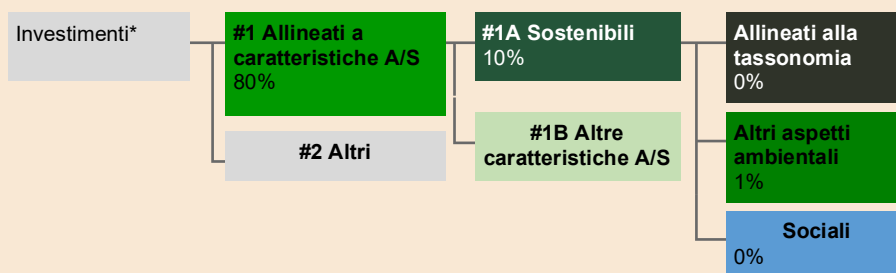 Investimenti*
#1 Allineati a
caratteristiche A/S
80%
#2 Altri
#1A Sostenibili
10%
#1B Altre
caratteristiche A/S
Allineati alla
tassonomia
0%
Altri aspetti
ambientali
1%
Sociali
0%